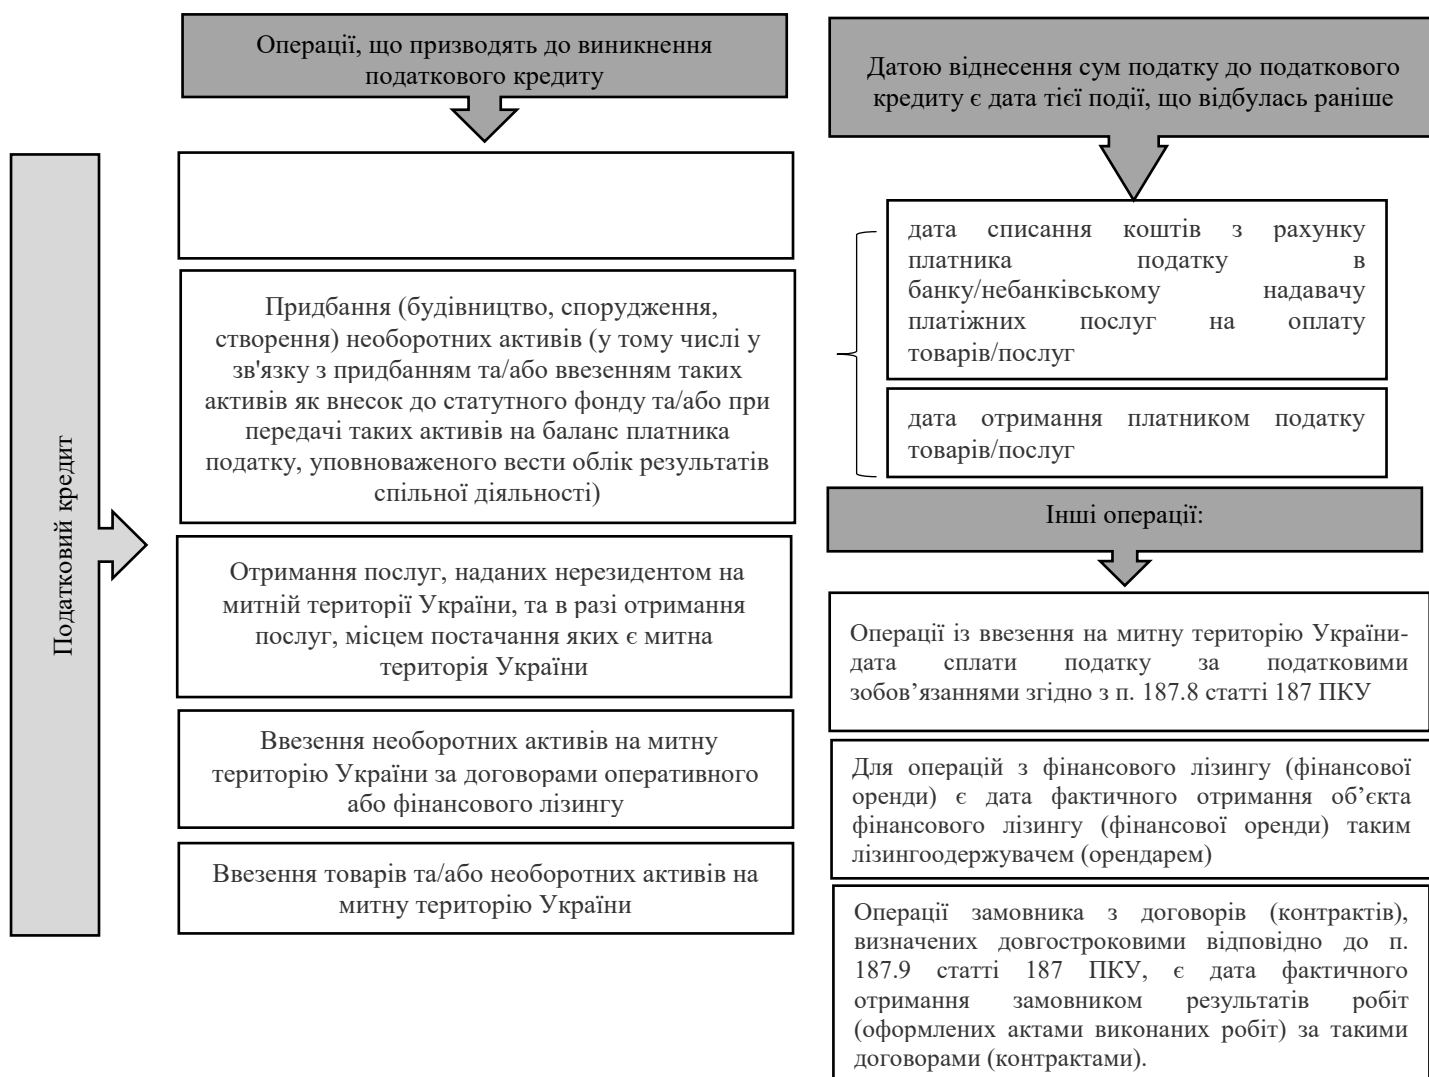 Податковий кредит
Операції, що призводять до виникнення
податкового кредиту
Придбання (будівництво, спорудження,
створення) необоротних активів (у тому числі у
зв'язку з придбанням та/або ввезенням таких
активів як внесок до статутного фонду та/або при
передачі таких активів на баланс платника
податку, уповноваженого вести облік результатів
спільної діяльності)
Отримання послуг, наданих нерезидентом на
митній території України, та в разі отримання
послуг, місцем постачання яких є митна
територія України
Ввезення необоротних активів на митну
територію України за договорами оперативного
або фінансового лізингу
Ввезення товарів та/або необоротних активів на
митну територію України
Датою віднесення сум податку до податкового
кредиту є дата тієї події, що відбулась раніше
дата списання коштів з рахунку
платника податку в
банку/небанківському надавачу
платіжних послуг на оплату
товарів/послуг
дата отримання платником податку
товарів/послуг
Інші операції:
Операції із ввезення на митну територію України-
дата сплати податку за податковими
зобов’язаннями згідно з п. 187.8 статті 187 ПКУ
Для операцій з фінансового лізингу (фінансової
оренди) є дата фактичного отримання об’єкта
фінансового лізингу (фінансової оренди) таким
лізингоодержувачем (орендарем)
Операції замовника з договорів (контрактів),
визначених довгостроковими відповідно до п.
187.9 статті 187 ПКУ, є дата фактичного
отримання замовником результатів робіт
(оформлених актами виконаних робіт) за такими
договорами (контрактами).